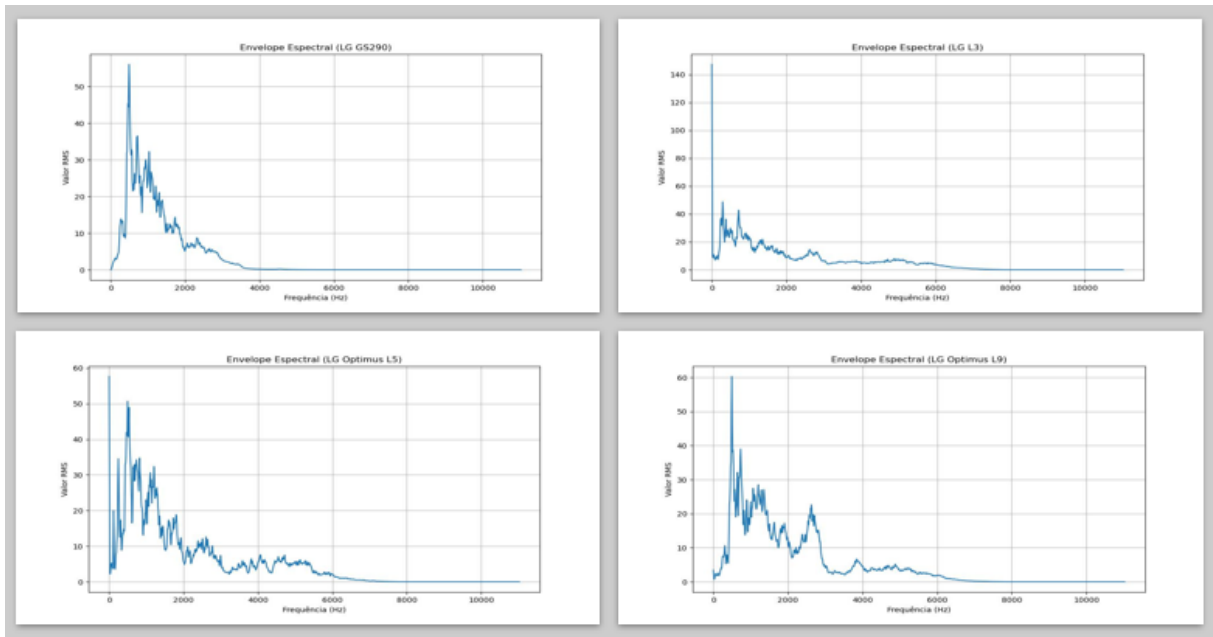 Envelope Espectral (LG GS290)
50
40
30
20
10
0
Valor RMS
0 2000 4000 6000 8000 10000
Frequência (Hz)
Envelope Espectral (LG L3)
140
120
100
80
60
40
20
0
Valor RMS
0 2000 4000 6000 8000 10000
Frequência (Hz)
Envelope Espectral (LG Optimus L5)
60
50
40
30
20
10
0
Valor RMS
0 2000 4000 6000 8000 10000
Frequência (Hz)
Envelope Espectral (LG Optimus L9)
60
50
40
30
20
10
0
Valor RMS
0 2000 4000 6000 8000 10000
Frequência (Hz)